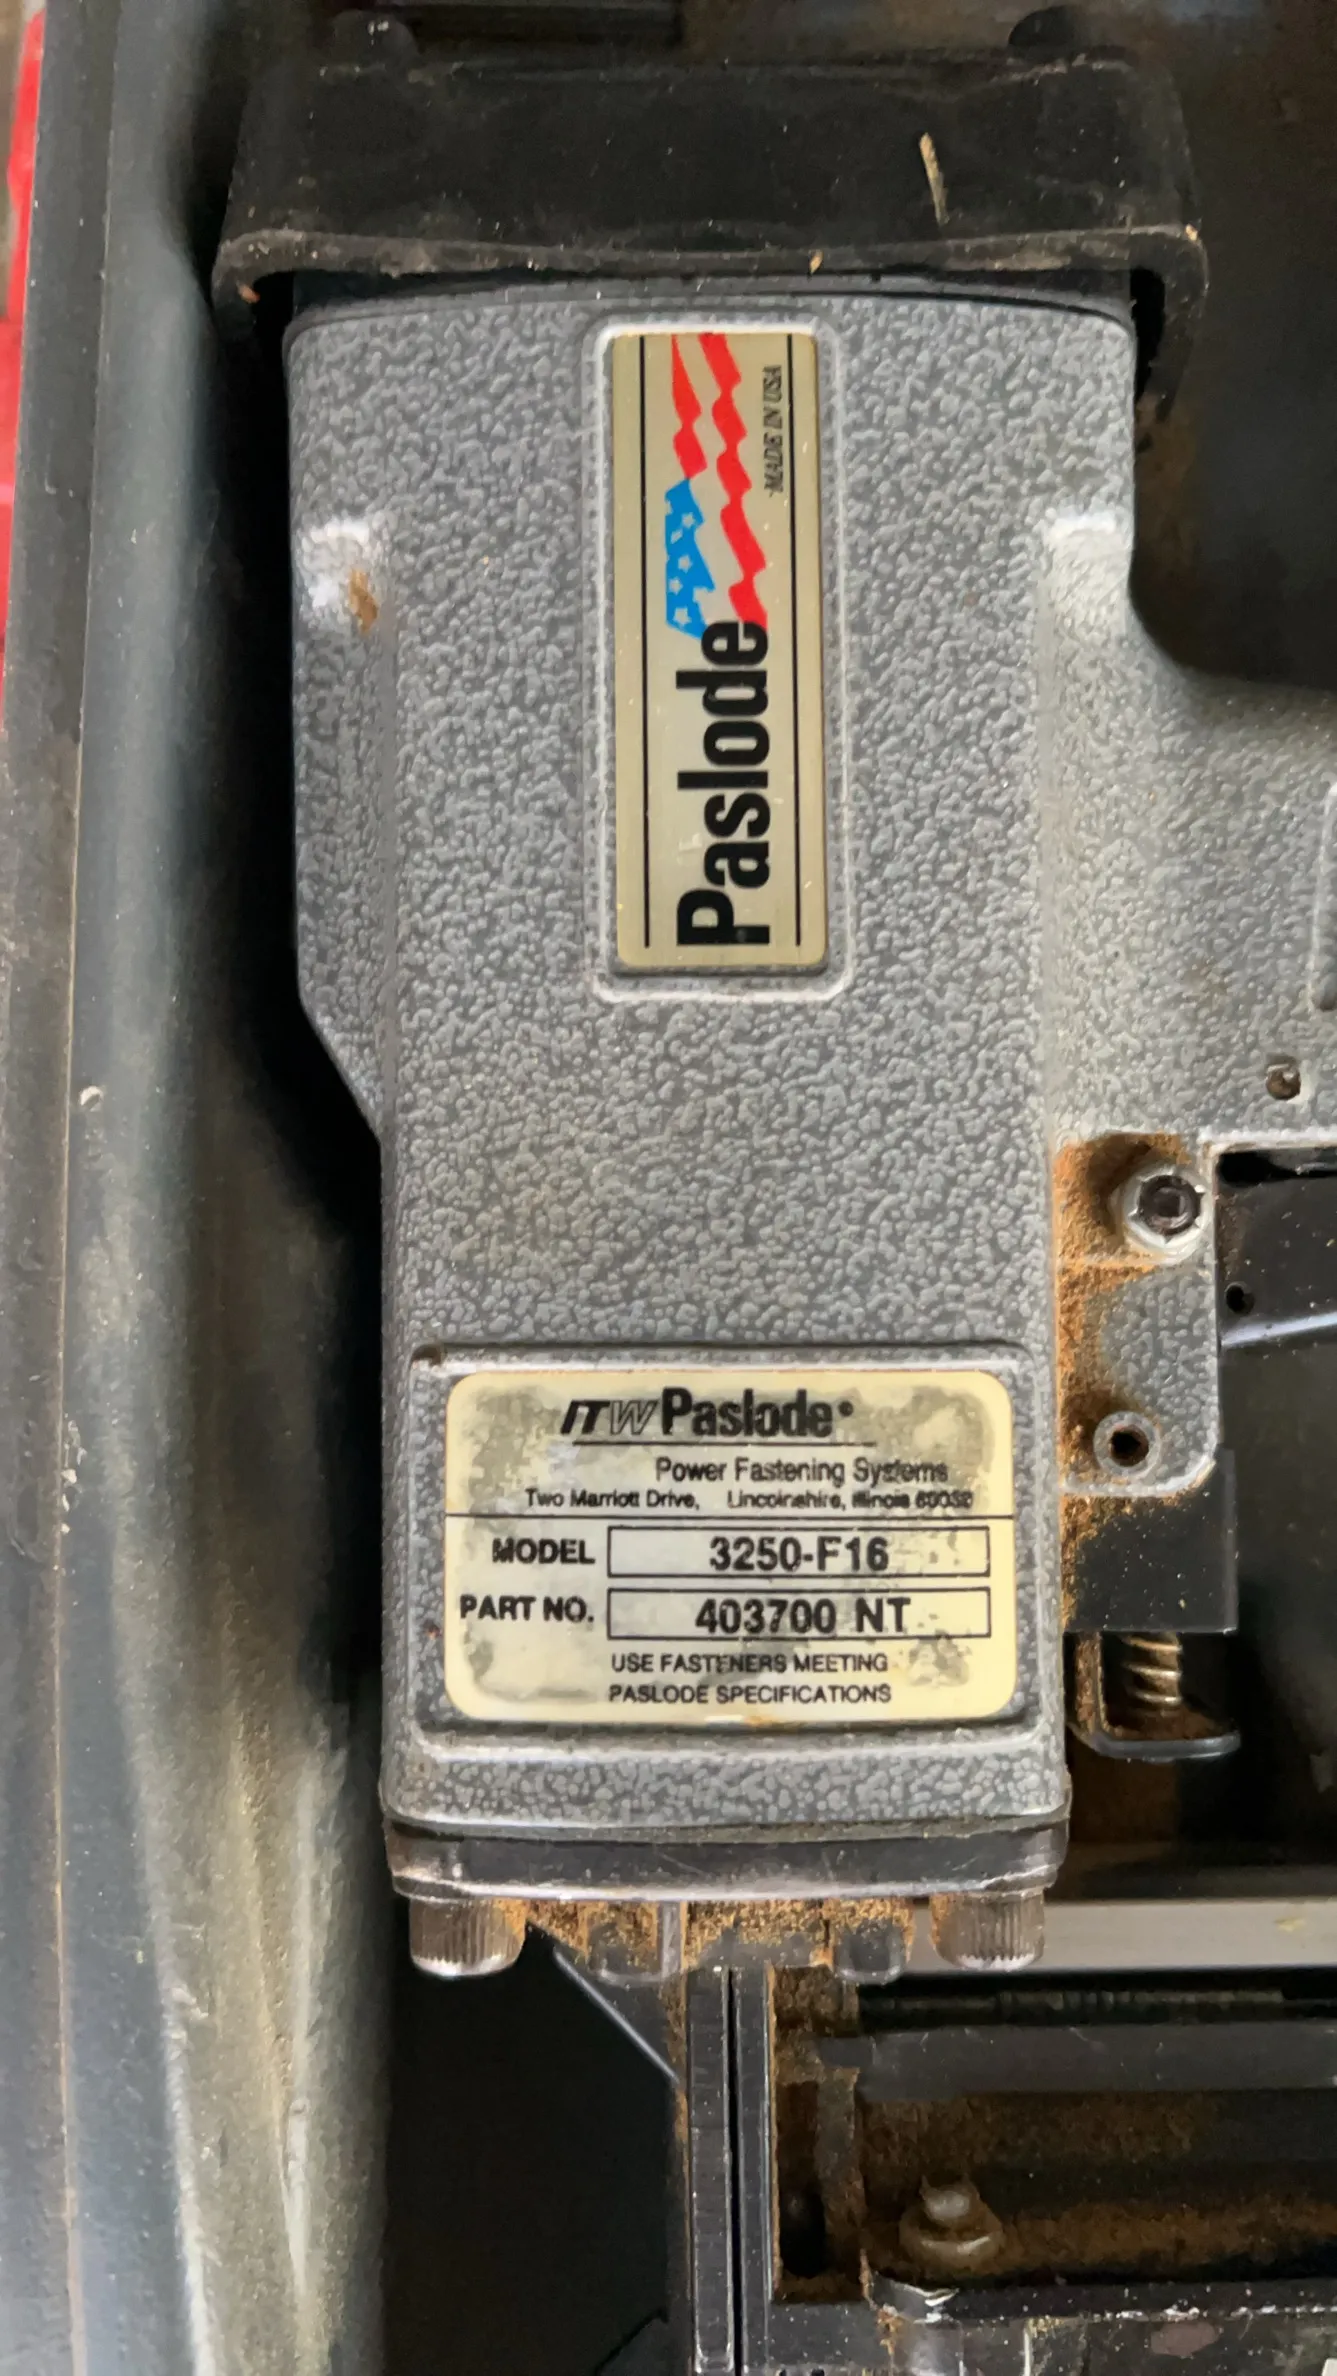 Paslode
MADE IN USA
ITW Paslode
Power Fastening Systems
Two Marriott Drive, Lincolnshire, Illinois
MODEL 3250-F16
PART NO. 403700 NT
USE FASTENERS MEETING
PASLODE SPECIFICATIONS